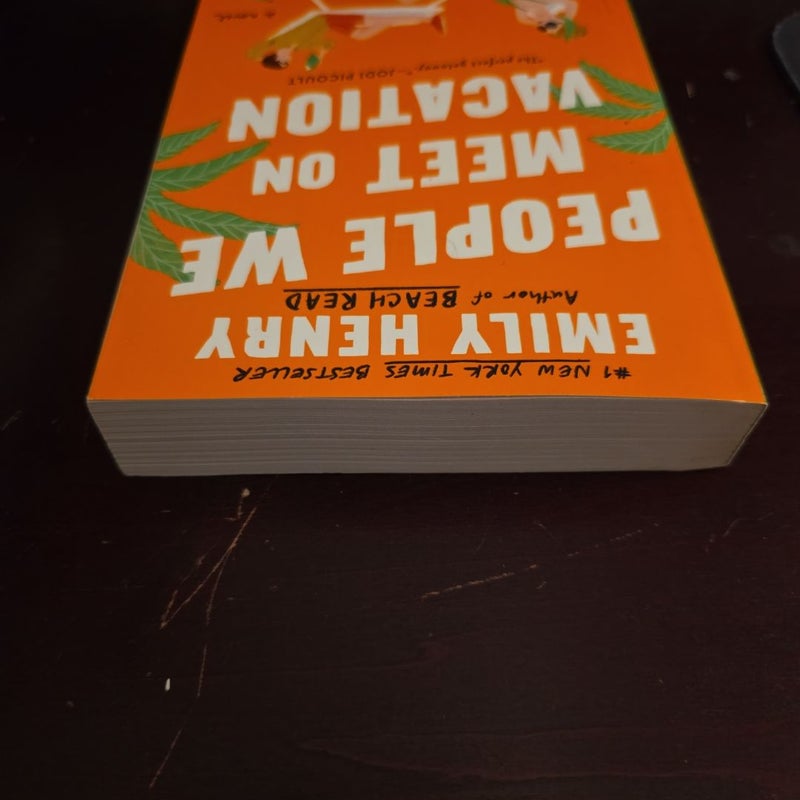 #1 NEW YORK TIMES BESTSELLER
EMILY HENRY
Author of BEACH READ
PEOPLE WE
MEET ON
VACATION
"The perfect getaway."—JODI PICOULT
a novel